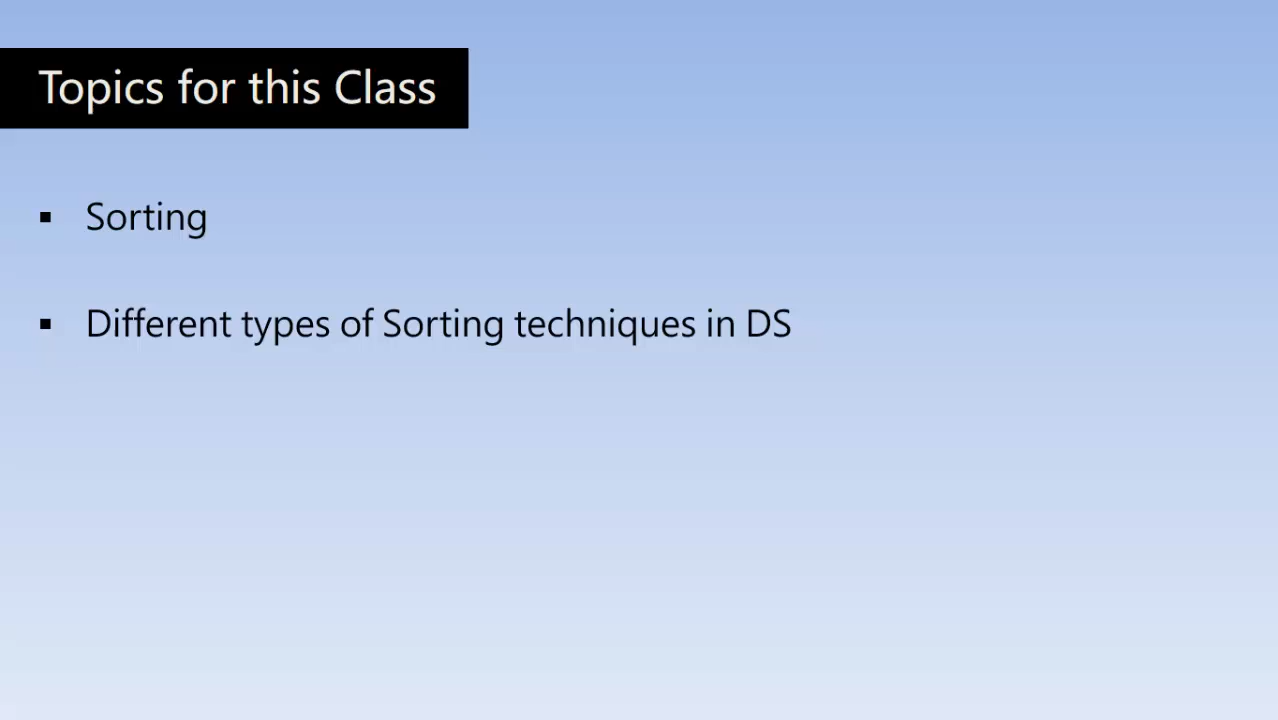 Topics for this Class
▪ Sorting
▪ Different types of Sorting techniques in DS